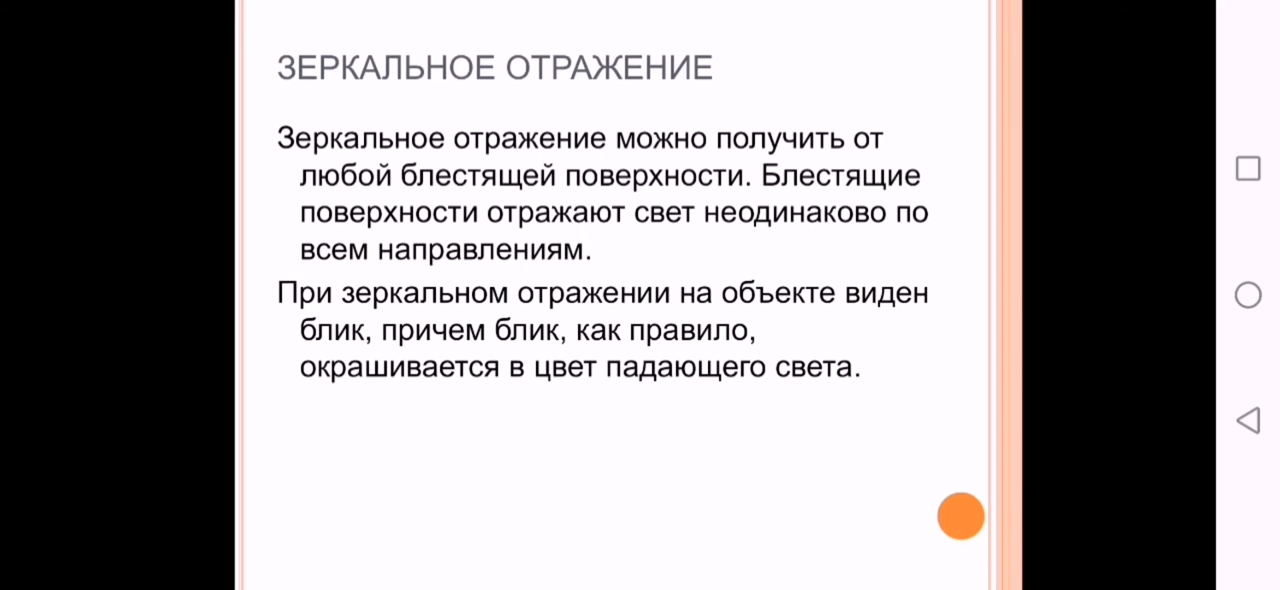 ЗЕРКАЛЬНОЕ ОТРАЖЕНИЕ
Зеркальное отражение можно получить от
любой блестящей поверхности. Блестящие
поверхности отражают свет неодинаково по
всем направлениям.
При зеркальном отражении на объекте виден
блик, причем блик, как правило,
окрашивается в цвет падающего света.